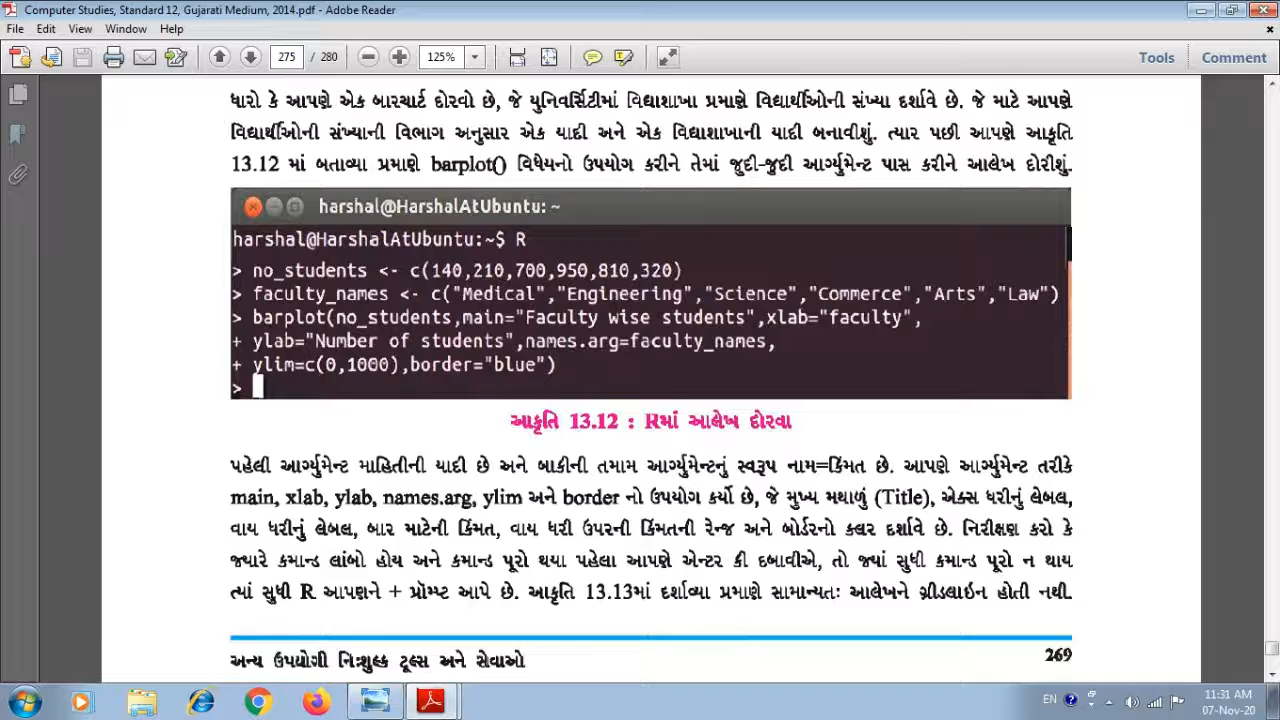 Computer Studies, Standard 12, Gujarati Medium, 2014.pdf - Adobe Reader
File Edit View Window Help
275 / 280 125% Tools Comment
ધારો કે આપણે એક બારચાર્ટ દોરવો છે, જે યુનિવર્સિટીમાં વિદ્યાશાખા પ્રમાણે વિદ્યાર્થીઓની સંખ્યા દર્શાવે છે. જે માટે આપણે
વિદ્યાર્થીઓની સંખ્યાની વિભાગ અનુસાર એક યાદી અને એક વિદ્યાશાખાની યાદી બનાવીશું. ત્યાર પછી આપણે આકૃતિ
13.12 માં બતાવ્યા પ્રમાણે barplot() વિધેયનો ઉપયોગ કરીને તેમાં જુદી-જુદી આર્ગ્યુમેન્ટ પાસ કરીને આલેખ દોરીશું.
harshal@HarshalAtUbuntu: ~
harshal@HarshalAtUbuntu:~$ R
> no_students <- c(140,210,700,950,810,320)
> faculty_names <- c("Medical","Engineering","Science","Commerce","Arts","Law")
> barplot(no_students,main="Faculty wise students",xlab="faculty",
+ ylab="Number of students",names.arg=faculty_names,
+ ylim=c(0,1000),border="blue")
>
આકૃતિ 13.12 : Rમાં આલેખ દોરવા
પહેલી આર્ગ્યુમેન્ટ માહિતીની યાદી છે અને બાકીની તમામ આર્ગ્યુમેન્ટનું સ્વરૂપ નામ=કિંમત છે. આપણે આર્ગ્યુમેન્ટ તરીકે
main, xlab, ylab, names.arg, ylim અને border નો ઉપયોગ કર્યો છે, જે મુખ્ય મથાળું (Title), એક્સ ધરીનું લેબલ,
વાય ધરીનું લેબલ, બાર માટેની કિંમત, વાય ધરી ઉપરની કિંમતની રેન્જ અને બોર્ડરનો ક્લર દર્શાવે છે. નિરીક્ષણ કરો કે
જ્યારે કમાન્ડ લાંબો હોય અને કમાન્ડ પૂરો થયા પહેલા આપણે એન્ટર કી દબાવીએ, તો જ્યાં સુધી કમાન્ડ પૂરો ન થાય
ત્યાં સુધી R આપણને + પ્રૉમ્પ્ટ આપે છે. આકૃતિ 13.13માં દર્શાવ્યા પ્રમાણે સામાન્યતઃ આલેખને ગ્રીડલાઇન હોતી નથી.
અન્ય ઉપયોગી નિઃશુલ્ક ટૂલ્સ અને સેવાઓ 269
EN 11:31 AM
07-Nov-20